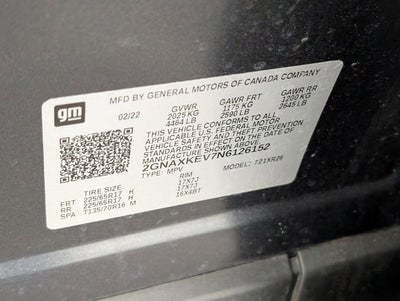 gm
MFD BY GENERAL MOTORS OF CANADA COMPANY
02/22 GVWR GAWR FRT GAWR RR
2025 KG 1175 KG 1200 KG
4464 LB 2590 LB 2645 LB
THIS VEHICLE CONFORMS TO ALL
APPLICABLE U.S. FEDERAL MOTOR
VEHICLE SAFETY AND THEFT PREVENTION
STANDARDS IN EFFECT ON THE DATE OF
MANUFACTURE SHOWN ABOVE.
2GNAXKEV7N6126152
TYPE: MPV MODEL: 721XR26
TIRE SIZE RIM
FRT 225/65R17 H 17X7J
RR 225/65R17 H 17X7J
SPA T135/70R16 M 16X4BT